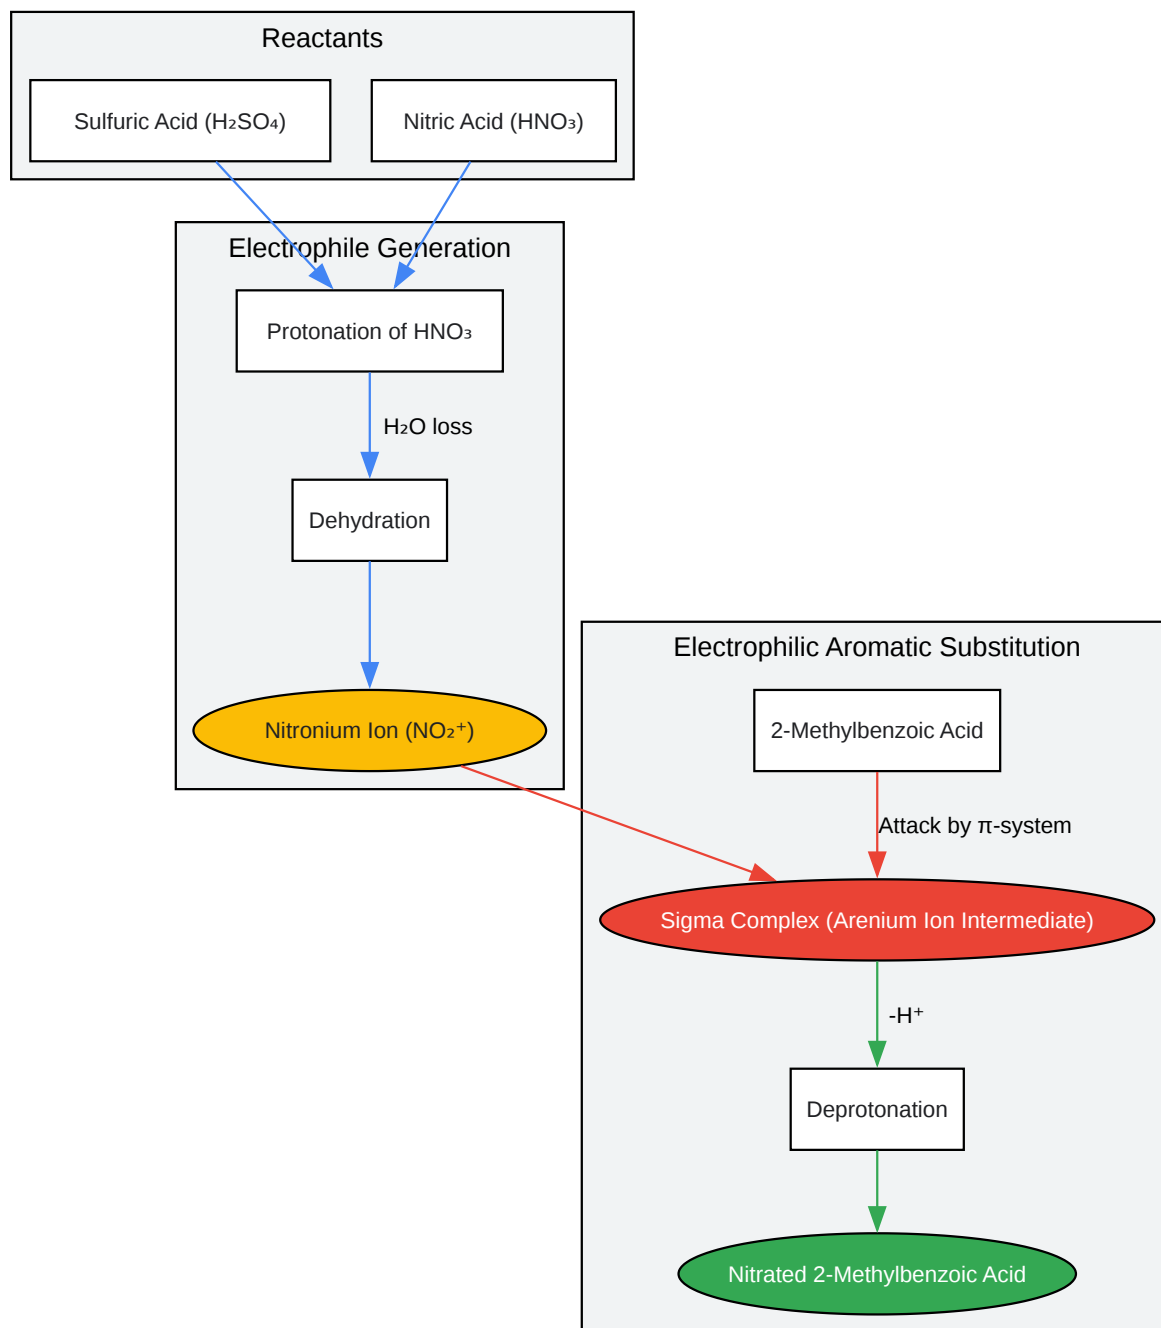 Reactants
Sulfuric Acid (H₂SO₄)
Nitric Acid (HNO₃)
Electrophile Generation
Protonation of HNO₃
H₂O loss
Dehydration
Nitronium Ion (NO₂⁺)
Electrophilic Aromatic Substitution
2-Methylbenzoic Acid
Attack by π-system
Sigma Complex (Arenium Ion Intermediate)
-H⁺
Deprotonation
Nitrated 2-Methylbenzoic Acid